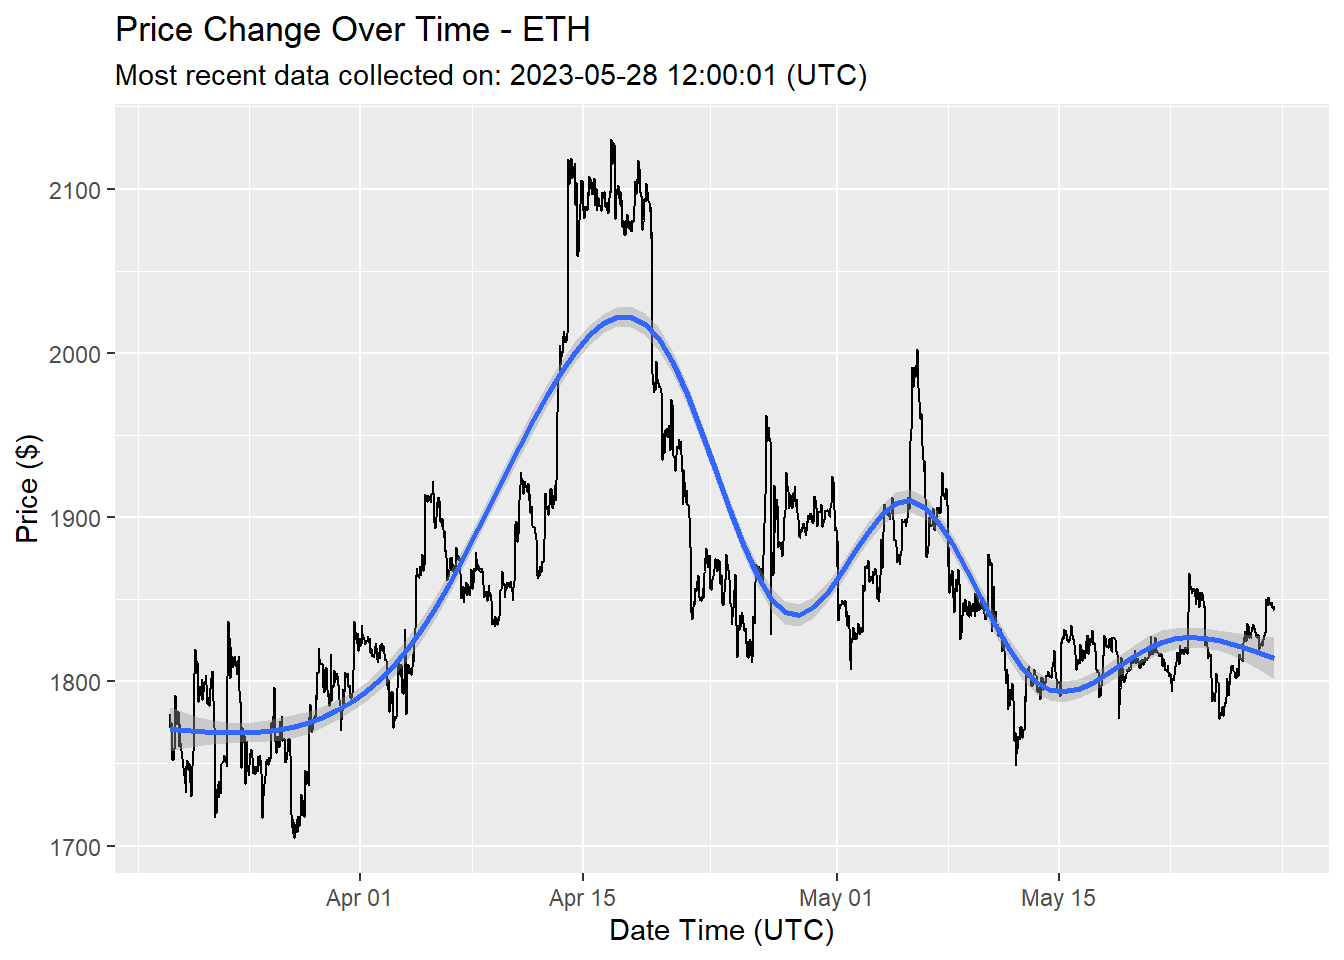 Price Change Over Time - ETH
Most recent data collected on: 2023-05-28 12:00:01 (UTC)
Price ($)
2100
2000
1900
1800
1700
Apr 01
Apr 15
May 01
May 15
Date Time (UTC)